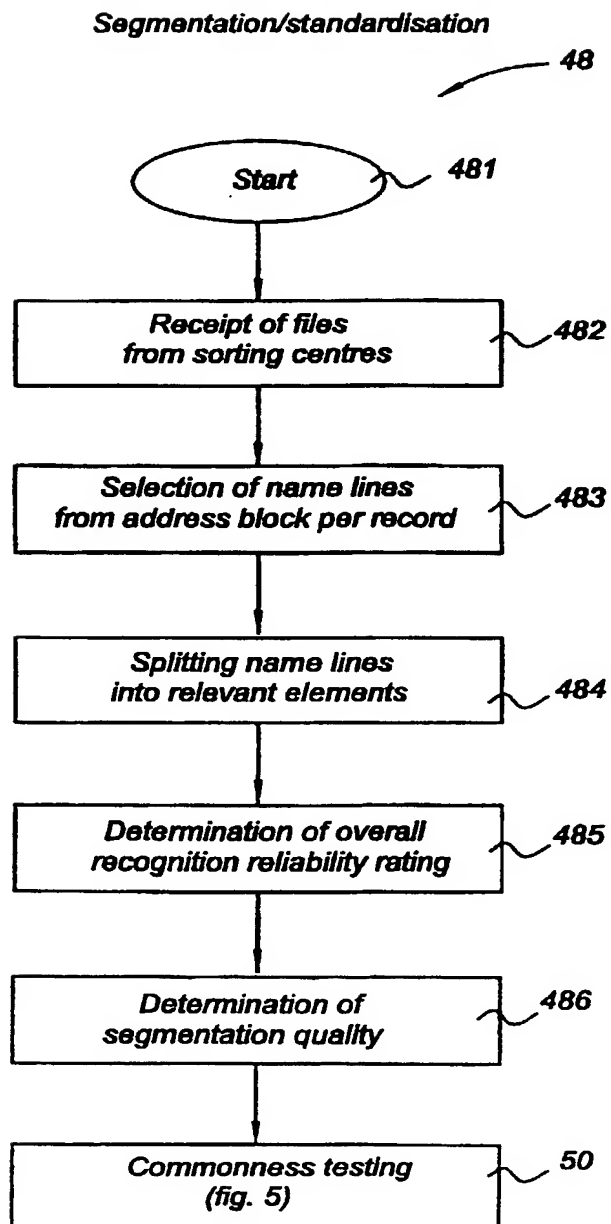 Segmentation/standardisation
48
Start
481
Receipt of files
from sorting centres
482
Selection of name lines
from address block per record
483
Splitting name lines
into relevant elements
484
Determination of overall
recognition reliability rating
485
Determination of
segmentation quality
486
Commonness testing
(fig. 5)
50